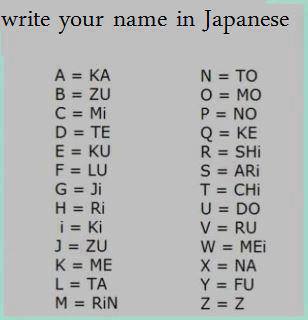 write your name in Japanese
A = KA
B = ZU
C = Mi
D = TE
E = KU
F = LU
G = Ji
H = Ri
i = Ki
J = ZU
K = ME
L = TA
M = RiN
N = TO
O = MO
P = NO
Q = KE
R = SHi
S = ARi
T = CHi
U = DO
V = RU
W = MEi
X = NA
Y = FU
Z = Z